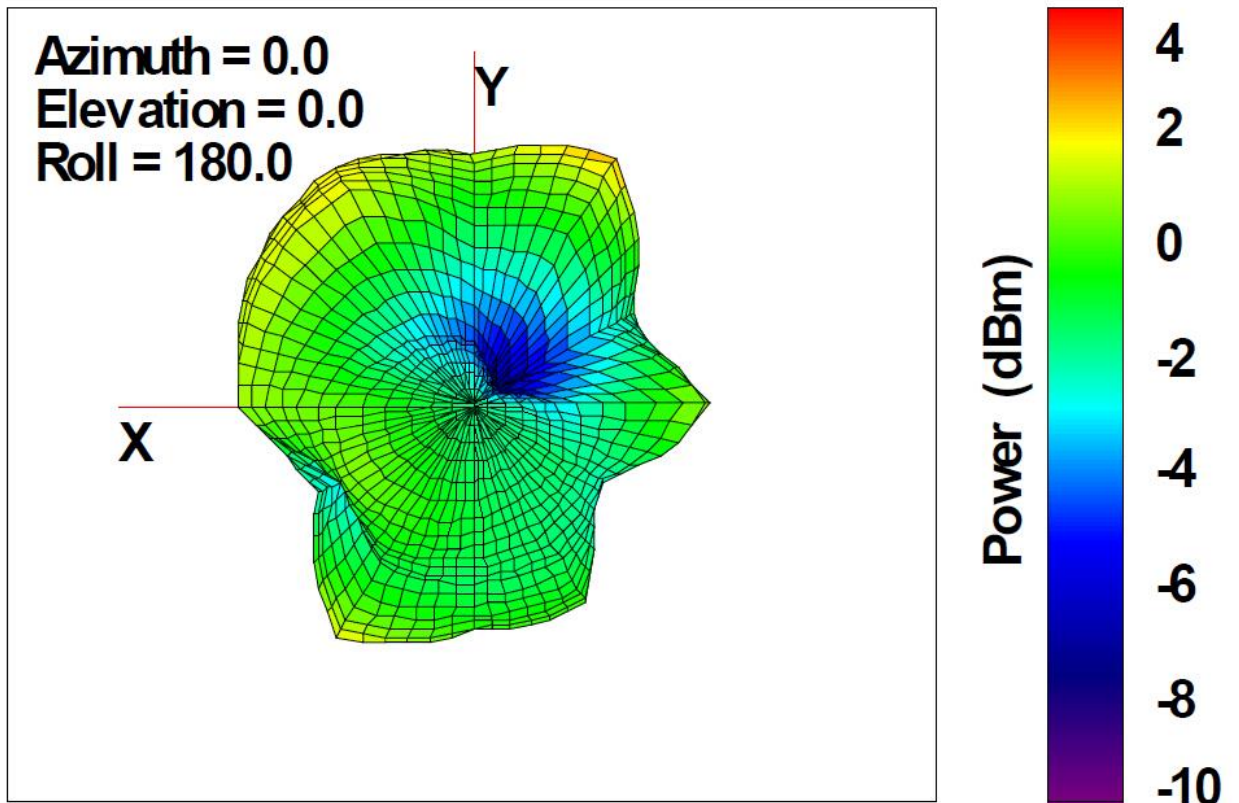 Azimuth = 0.0
Elevation = 0.0
Roll = 180.0
Y
X
Power (dBm)
4
2
0
-2
-4
-6
-8
-10